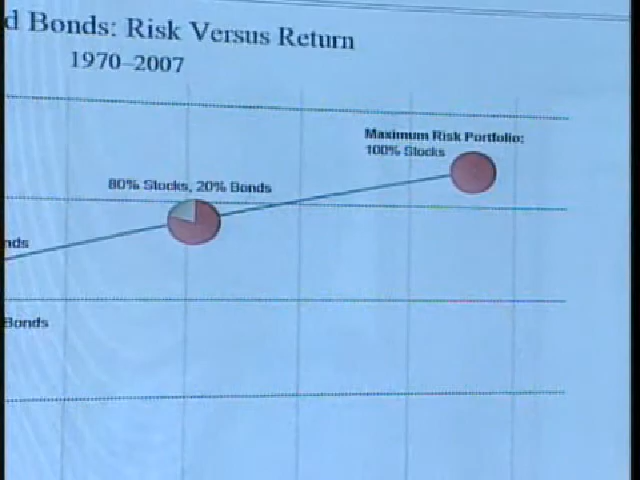 d Bonds: Risk Versus Return
1970–2007
Maximum Risk Portfolio:
100% Stocks
80% Stocks, 20% Bonds
nds
Bonds